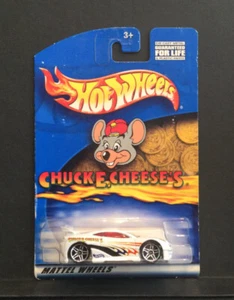 3+
GUARANTEED
FOR LIFE
Hot Wheels
CHUCK E. CHEESE'S
MATTEL WHEELS